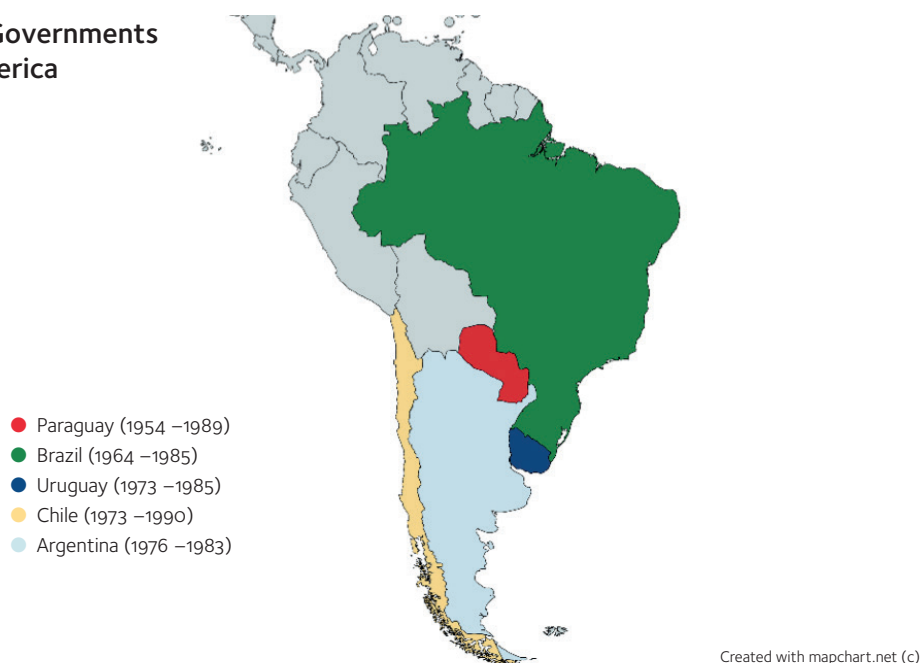 Governments
erica
Paraguay (1954 –1989)
Brazil (1964 –1985)
Uruguay (1973 –1985)
Chile (1973 –1990)
Argentina (1976 –1983)
Created with mapchart.net (c)